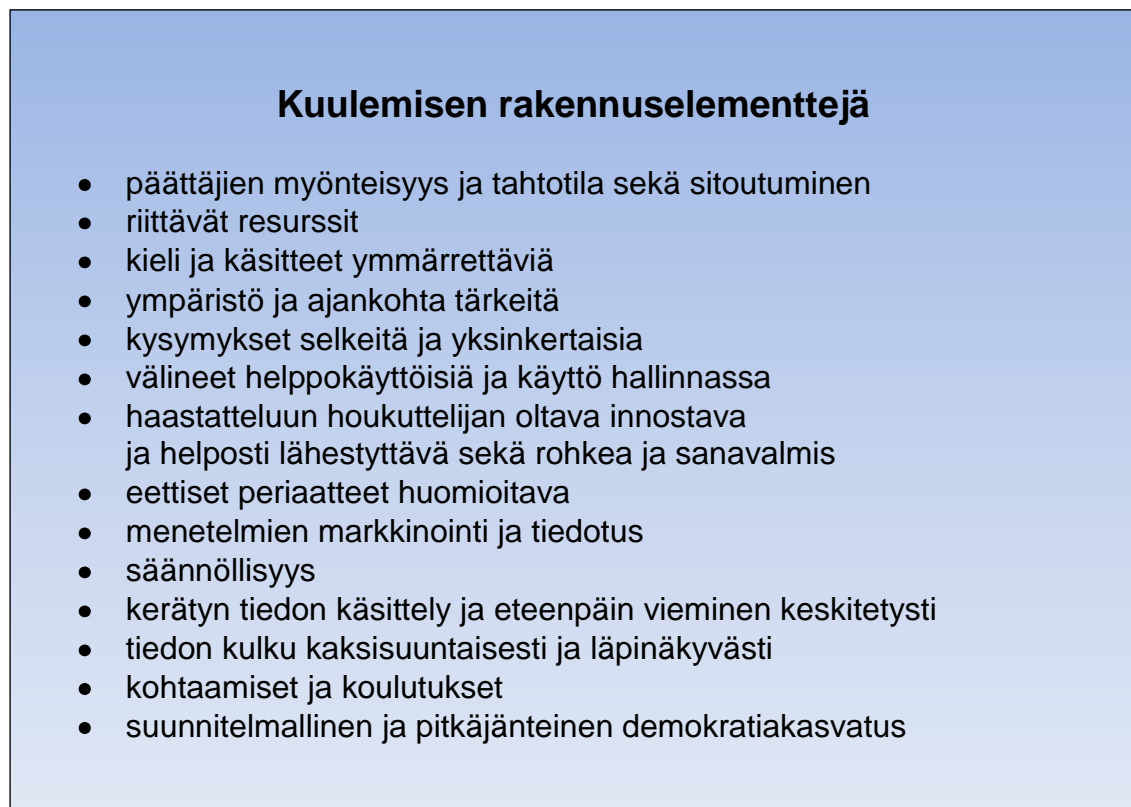 Kuulemisen rakennuselementtejä
• päättäjien myönteisyys ja tahtotila sekä sitoutuminen
• riittävät resurssit
• kieli ja käsitteet ymmärrettäviä
• ympäristö ja ajankohta tärkeitä
• kysymykset selkeitä ja yksinkertaisia
• välineet helppokäyttöisiä ja käyttö hallinnassa
• haastatteluun houkuttelijan oltava innostava
ja helposti lähestyttävä sekä rohkea ja sanavalmis
• eettiset periaatteet huomioitava
• menetelmien markkinointi ja tiedotus
• säännöllisyys
• kerätyn tiedon käsittely ja eteenpäin vieminen keskitetysti
• tiedon kulku kaksisuuntaisesti ja läpinäkyvästi
• kohtaamiset ja koulutukset
• suunnitelmallinen ja pitkäjänteinen demokratiakasvatus